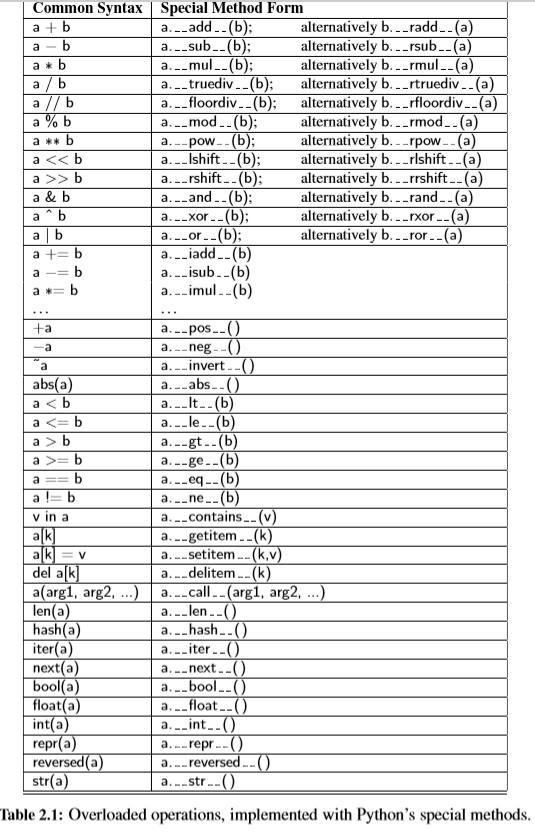 Common Syntax Special Method Form
a + b a.__add__(b); alternatively b.__radd__(a)
a − b a.__sub__(b); alternatively b.__rsub__(a)
a * b a.__mul__(b); alternatively b.__rmul__(a)
a / b a.__truediv__(b); alternatively b.__rtruediv__(a)
a // b a.__floordiv__(b); alternatively b.__rfloordiv__(a)
a % b a.__mod__(b); alternatively b.__rmod__(a)
a ** b a.__pow__(b); alternatively b.__rpow__(a)
a << b a.__lshift__(b); alternatively b.__rlshift__(a)
a >> b a.__rshift__(b); alternatively b.__rrshift__(a)
a & b a.__and__(b); alternatively b.__rand__(a)
a ^ b a.__xor__(b); alternatively b.__rxor__(a)
a | b a.__or__(b); alternatively b.__ror__(a)
a += b a.__iadd__(b)
a −= b a.__isub__(b)
a *= b a.__imul__(b)
... ...
+a a.__pos__()
−a a.__neg__()
~a a.__invert__()
abs(a) a.__abs__()
a < b a.__lt__(b)
a <= b a.__le__(b)
a > b a.__gt__(b)
a >= b a.__ge__(b)
a == b a.__eq__(b)
a != b a.__ne__(b)
v in a a.__contains__(v)
a[k] a.__getitem__(k)
a[k] = v a.__setitem__(k,v)
del a[k] a.__delitem__(k)
a(arg1, arg2, ...) a.__call__(arg1, arg2, ...)
len(a) a.__len__()
hash(a) a.__hash__()
iter(a) a.__iter__()
next(a) a.__next__()
bool(a) a.__bool__()
float(a) a.__float__()
int(a) a.__int__()
repr(a) a.__repr__()
reversed(a) a.__reversed__()
str(a) a.__str__()
Table 2.1: Overloaded operations, implemented with Python's special methods.